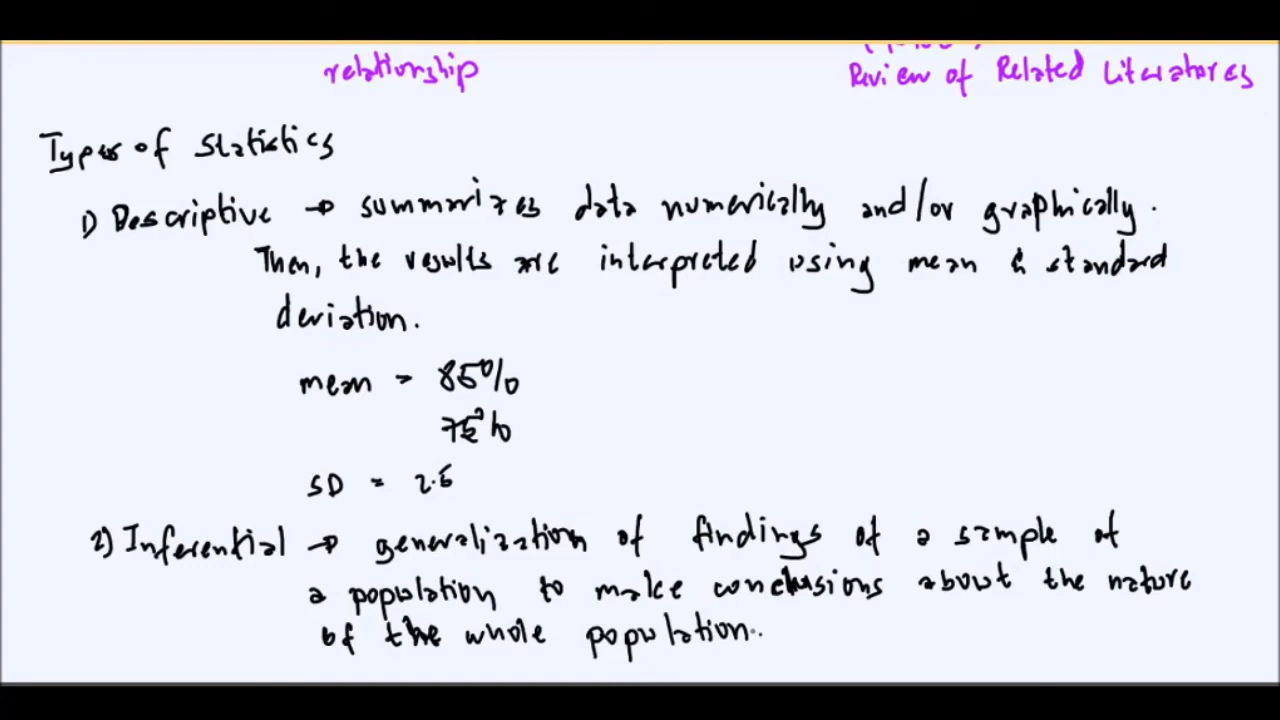 relationship
Review of Related Literatures
Types of Statistics
1) Descriptive → summarizes data numerically and/or graphically.
Then, the results are interpreted using mean & standard
deviation.
mean = 85%
75%
SD = 2.5
2) Inferential → generalization of findings of a sample of
a population to make conclusions about the nature
of the whole population.